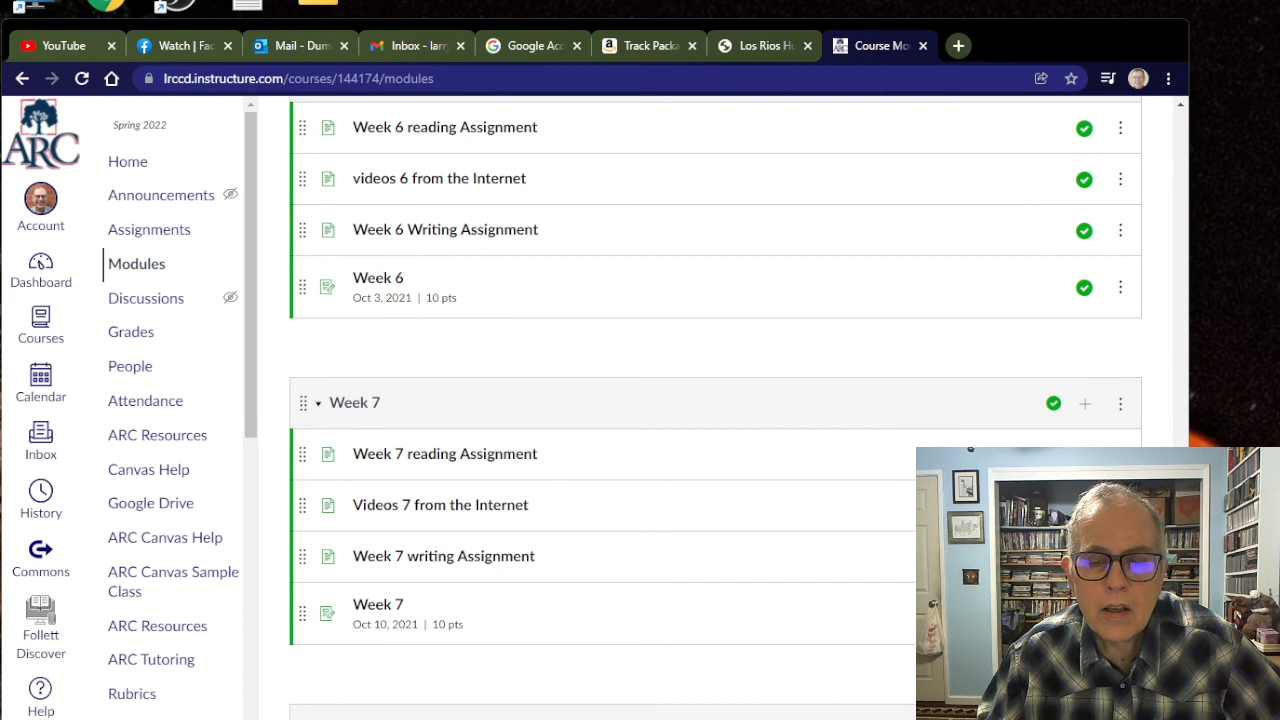 YouTube
Watch | Fac
Mail - Dum
Inbox - larr
Google Acc
Track Packa
Los Rios Hu
Course Mo
lrccd.instructure.com/courses/144174/modules
ARC
Account
Dashboard
Courses
Calendar
Inbox
History
Commons
Follett
Discover
Help
Spring 2022
Home
Announcements
Assignments
Modules
Discussions
Grades
People
Attendance
ARC Resources
Canvas Help
Google Drive
ARC Canvas Help
ARC Canvas Sample
Class
ARC Resources
ARC Tutoring
Rubrics
Week 6 reading Assignment
videos 6 from the Internet
Week 6 Writing Assignment
Week 6
Oct 3, 2021 | 10 pts
Week 7
Week 7 reading Assignment
Videos 7 from the Internet
Week 7 writing Assignment
Week 7
Oct 10, 2021 | 10 pts